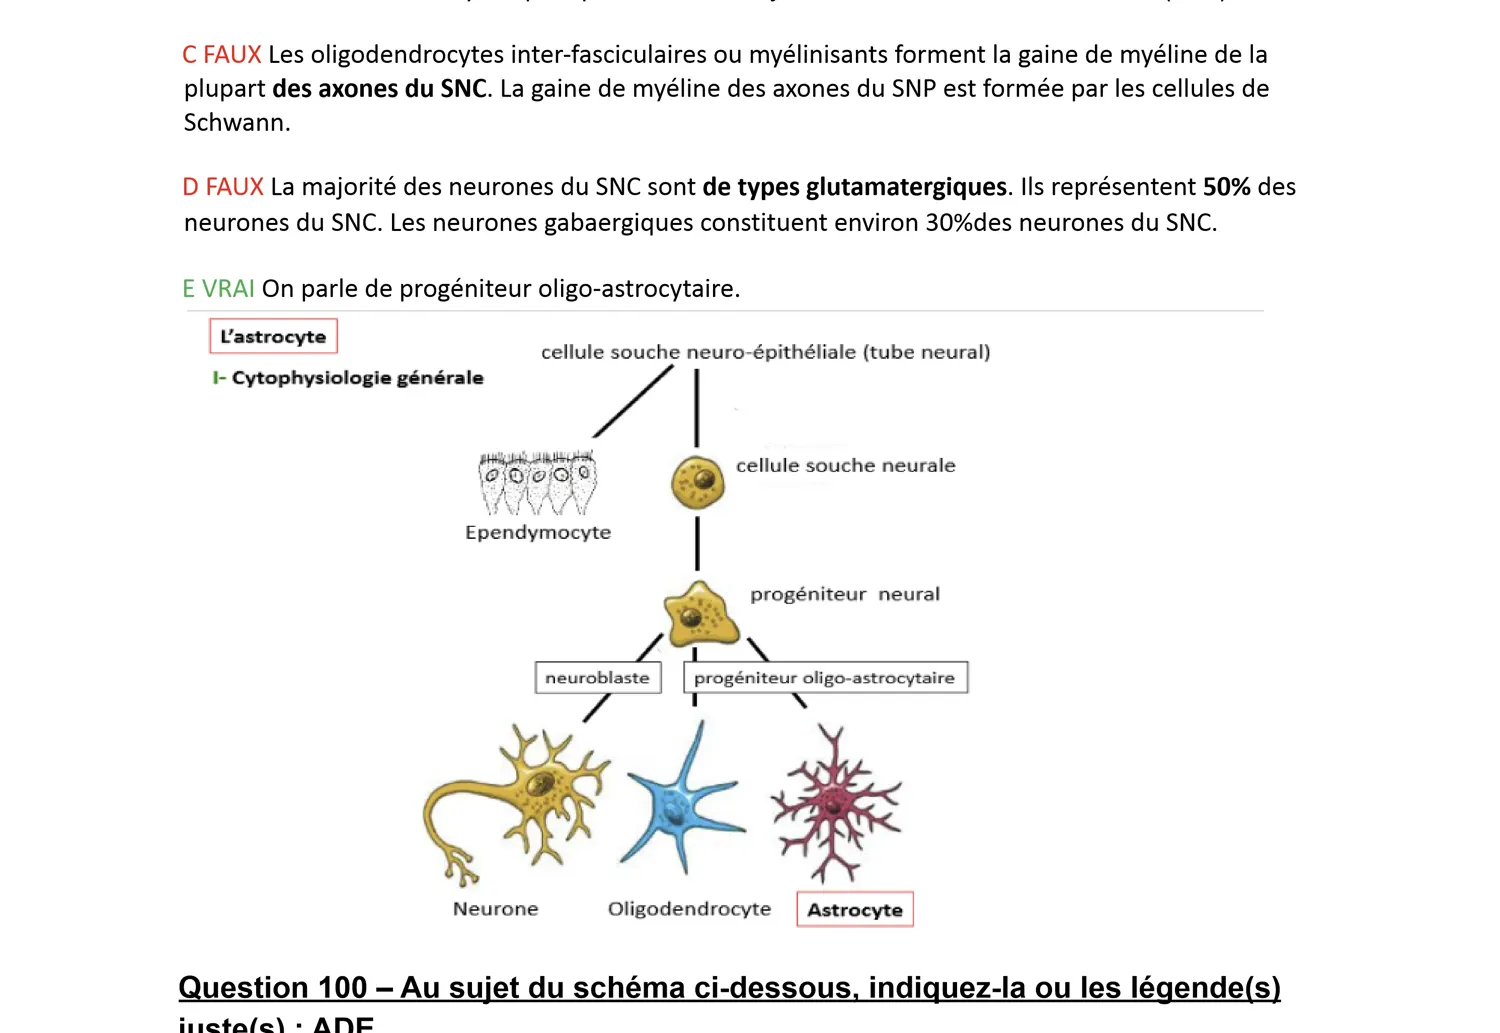 C FAUX Les oligodendrocytes inter-fasciculaires ou myélinisants forment la gaine de myéline de la
plupart des axones du SNC. La gaine de myéline des axones du SNP est formée par les cellules de
Schwann.
D FAUX La majorité des neurones du SNC sont de types glutamatergiques. Ils représentent 50% des
neurones du SNC. Les neurones gabaergiques constituent environ 30%des neurones du SNC.
E VRAI On parle de progéniteur oligo-astrocytaire.
L’astrocyte
cellule souche neuro-épithéliale (tube neural)
I- Cytophysiologie générale
cellule souche neurale
Ependymocyte
progéniteur neural
neuroblaste
progéniteur oligo-astrocytaire
Neurone
Oligodendrocyte
Astrocyte
Question 100 – Au sujet du schéma ci-dessous, indiquez-la ou les légende(s)
juste(s) : ADE